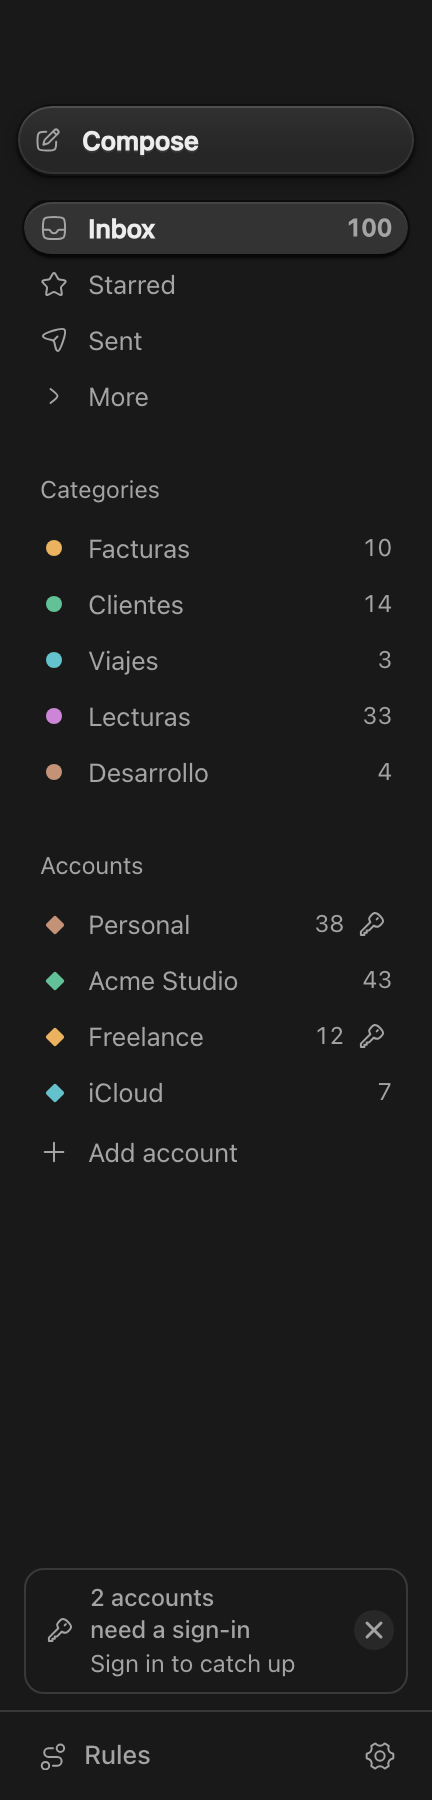 Compose
Inbox 100
Starred
Sent
More
Categories
Facturas 10
Clientes 14
Viajes 3
Lecturas 33
Desarrollo 4
Accounts
Personal 38
Acme Studio 43
Freelance 12
iCloud 7
Add account
2 accounts
need a sign-in
Sign in to catch up
Rules